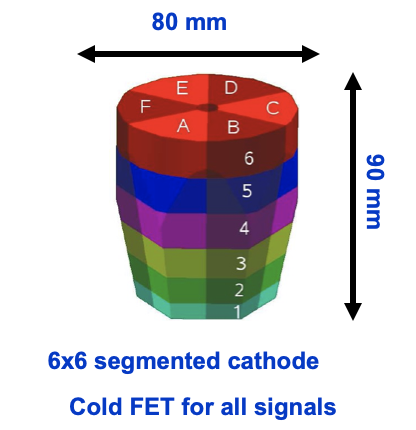 80 mm
E D
F C
A B
6
5
4
3
2
1
90 mm
6x6 segmented cathode
Cold FET for all signals